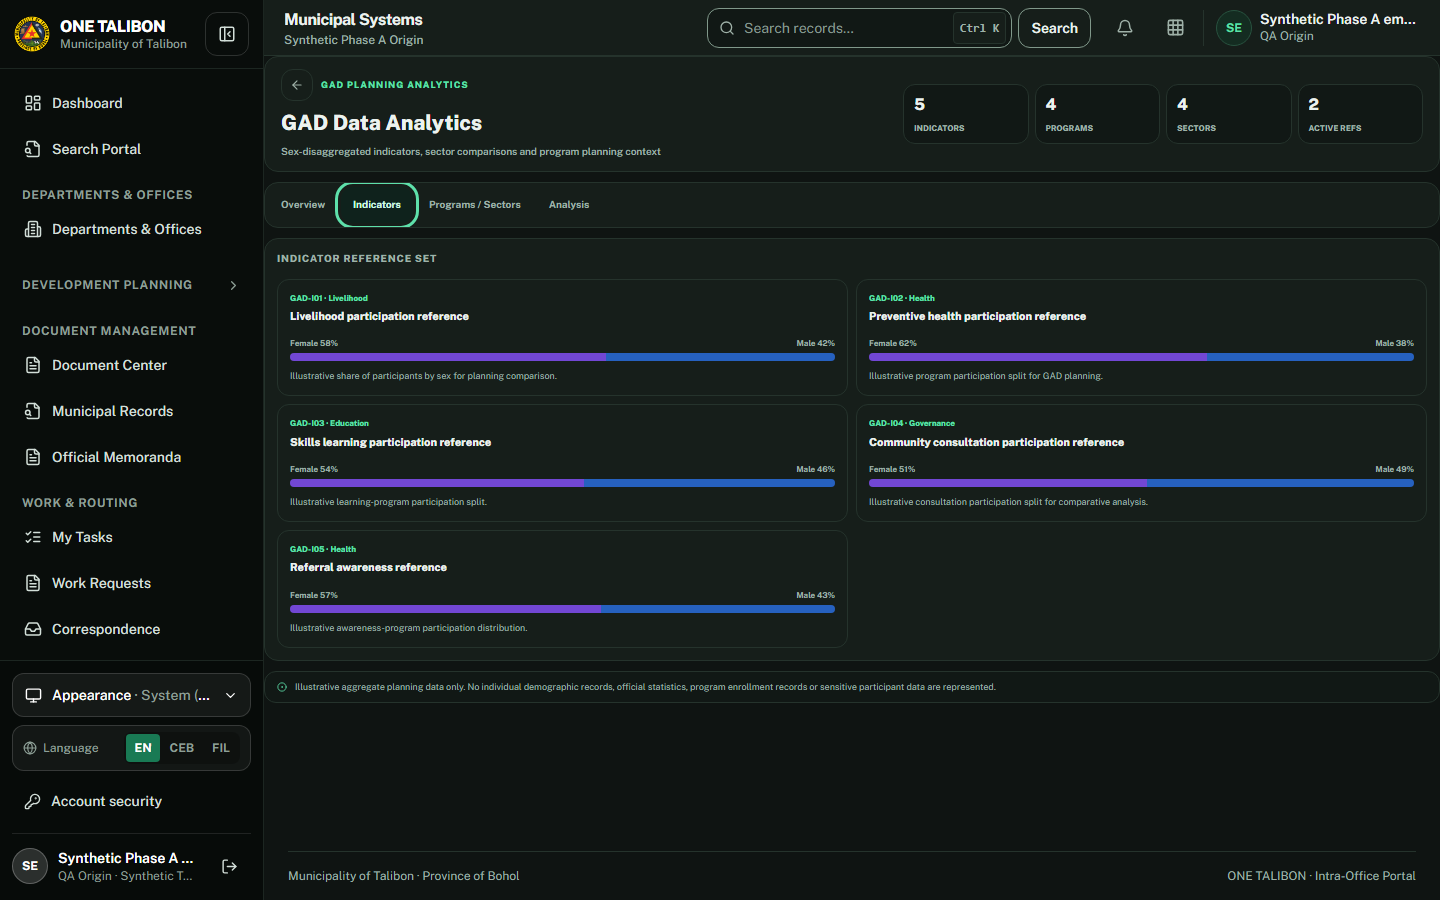 ONE TALIBON
Municipality of Talibon
Dashboard
Search Portal
DEPARTMENTS & OFFICES
Departments & Offices
DEVELOPMENT PLANNING
DOCUMENT MANAGEMENT
Document Center
Municipal Records
Official Memoranda
WORK & ROUTING
My Tasks
Work Requests
Correspondence
Appearance · System (...
Language EN CEB FIL
Account security
SE Synthetic Phase A ...
QA Origin · Synthetic T...
Municipal Systems
Synthetic Phase A Origin
Search records... Ctrl K Search
SE Synthetic Phase A em...
QA Origin
GAD PLANNING ANALYTICS
GAD Data Analytics
Sex-disaggregated indicators, sector comparisons and program planning context
5 INDICATORS
4 PROGRAMS
4 SECTORS
2 ACTIVE REFS
Overview Indicators Programs / Sectors Analysis
INDICATOR REFERENCE SET
GAD-I01 · Livelihood
Livelihood participation reference
Female 58% Male 42%
Illustrative share of participants by sex for planning comparison.
GAD-I02 · Health
Preventive health participation reference
Female 62% Male 38%
Illustrative program participation split for GAD planning.
GAD-I03 · Education
Skills learning participation reference
Female 54% Male 46%
Illustrative learning-program participation split.
GAD-I04 · Governance
Community consultation participation reference
Female 51% Male 49%
Illustrative consultation participation split for comparative analysis.
GAD-I05 · Health
Referral awareness reference
Female 57% Male 43%
Illustrative awareness-program participation distribution.
Illustrative aggregate planning data only. No individual demographic records, official statistics, program enrollment records or sensitive participant data are represented.
Municipality of Talibon · Province of Bohol
ONE TALIBON · Intra-Office Portal